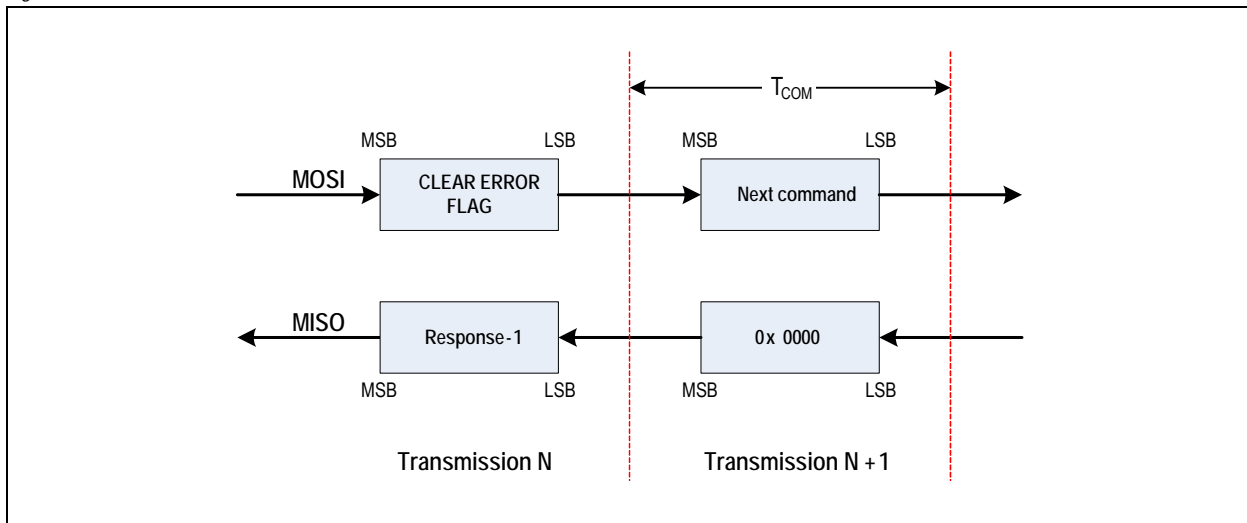 T_COM
MSB LSB MSB LSB
MOSI CLEAR ERROR FLAG Next command
MISO Response-1 0x 0000
MSB LSB MSB LSB
Transmission N Transmission N+1